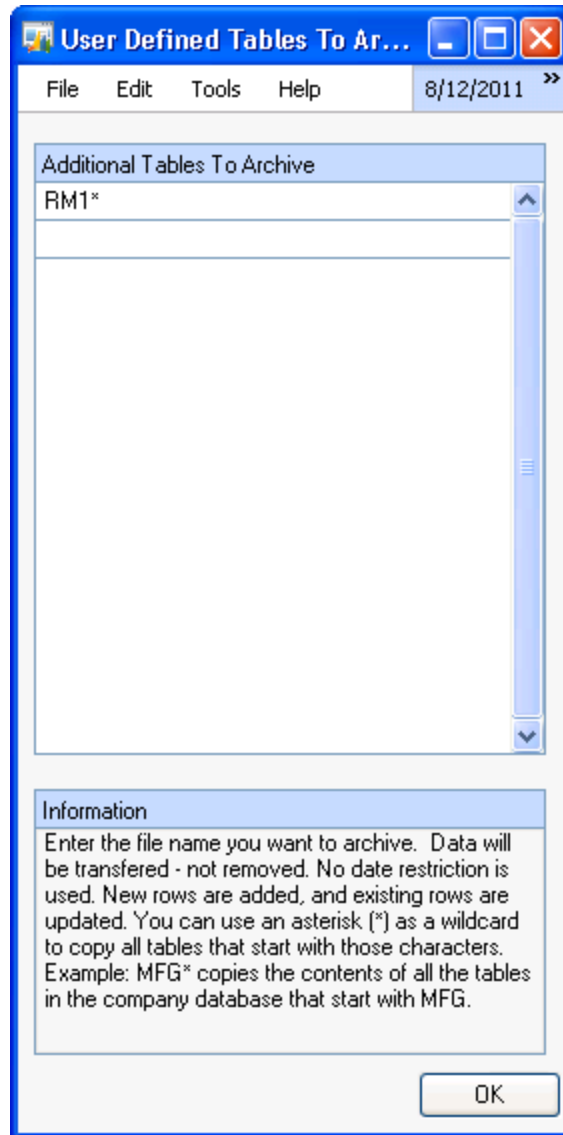 User Defined Tables To Ar...
File Edit Tools Help 8/12/2011 »
Additional Tables To Archive
RM1*
Information
Enter the file name you want to archive. Data will
be transfered - not removed. No date restriction is
used. New rows are added, and existing rows are
updated. You can use an asterisk (*) as a wildcard
to copy all tables that start with those characters.
Example: MFG* copies the contents of all the tables
in the company database that start with MFG.
OK